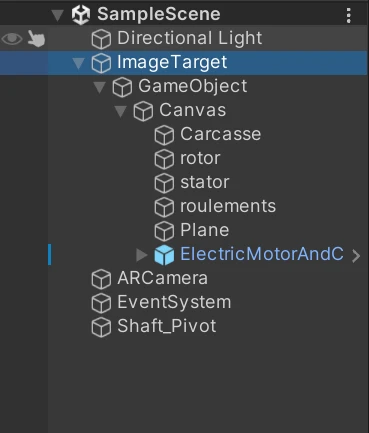 SampleScene
Directional Light
ImageTarget
GameObject
Canvas
Carcasse
rotor
stator
roulements
Plane
ElectricMotorAndC
ARCamera
EventSystem
Shaft_Pivot